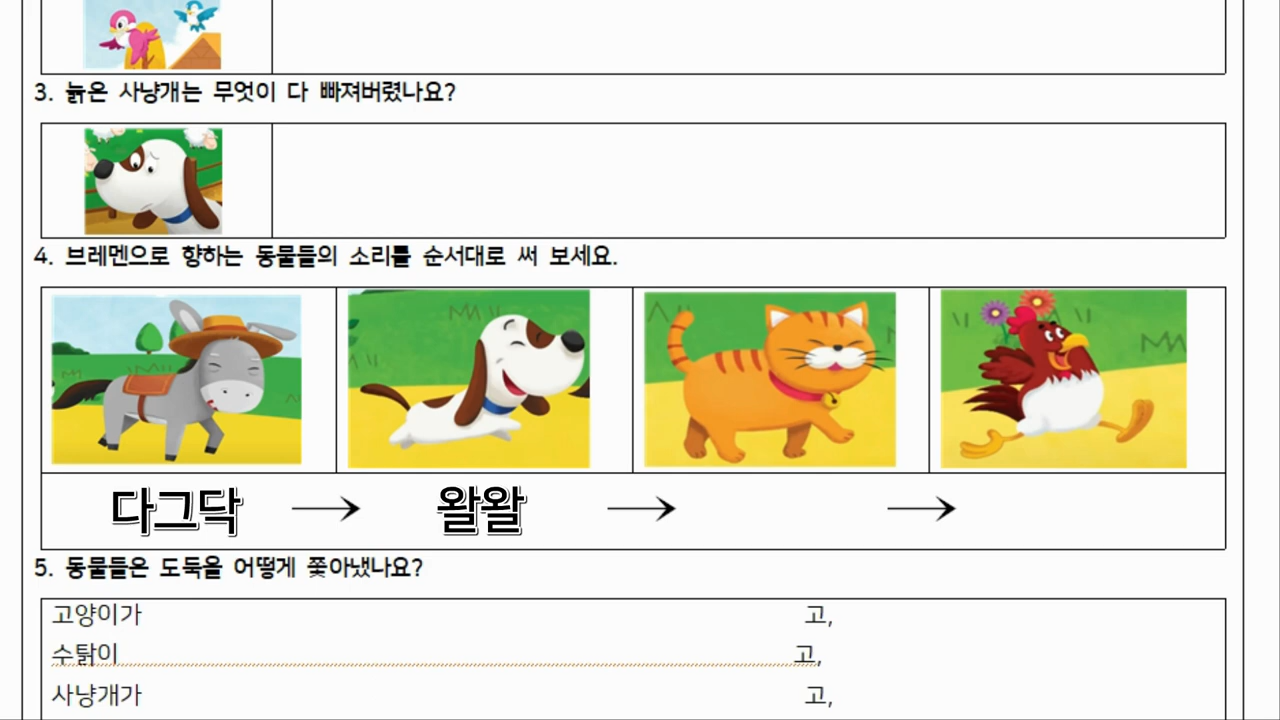 3. 늙은 사냥개는 무엇이 다 빠져버렸나요?
4. 브레멘으로 향하는 동물들의 소리를 순서대로 써 보세요.
다그닥 → 왈왈 → →
5. 동물들은 도둑을 어떻게 쫓아냈나요?
고양이가 고,
수탉이 고,
사냥개가 고,